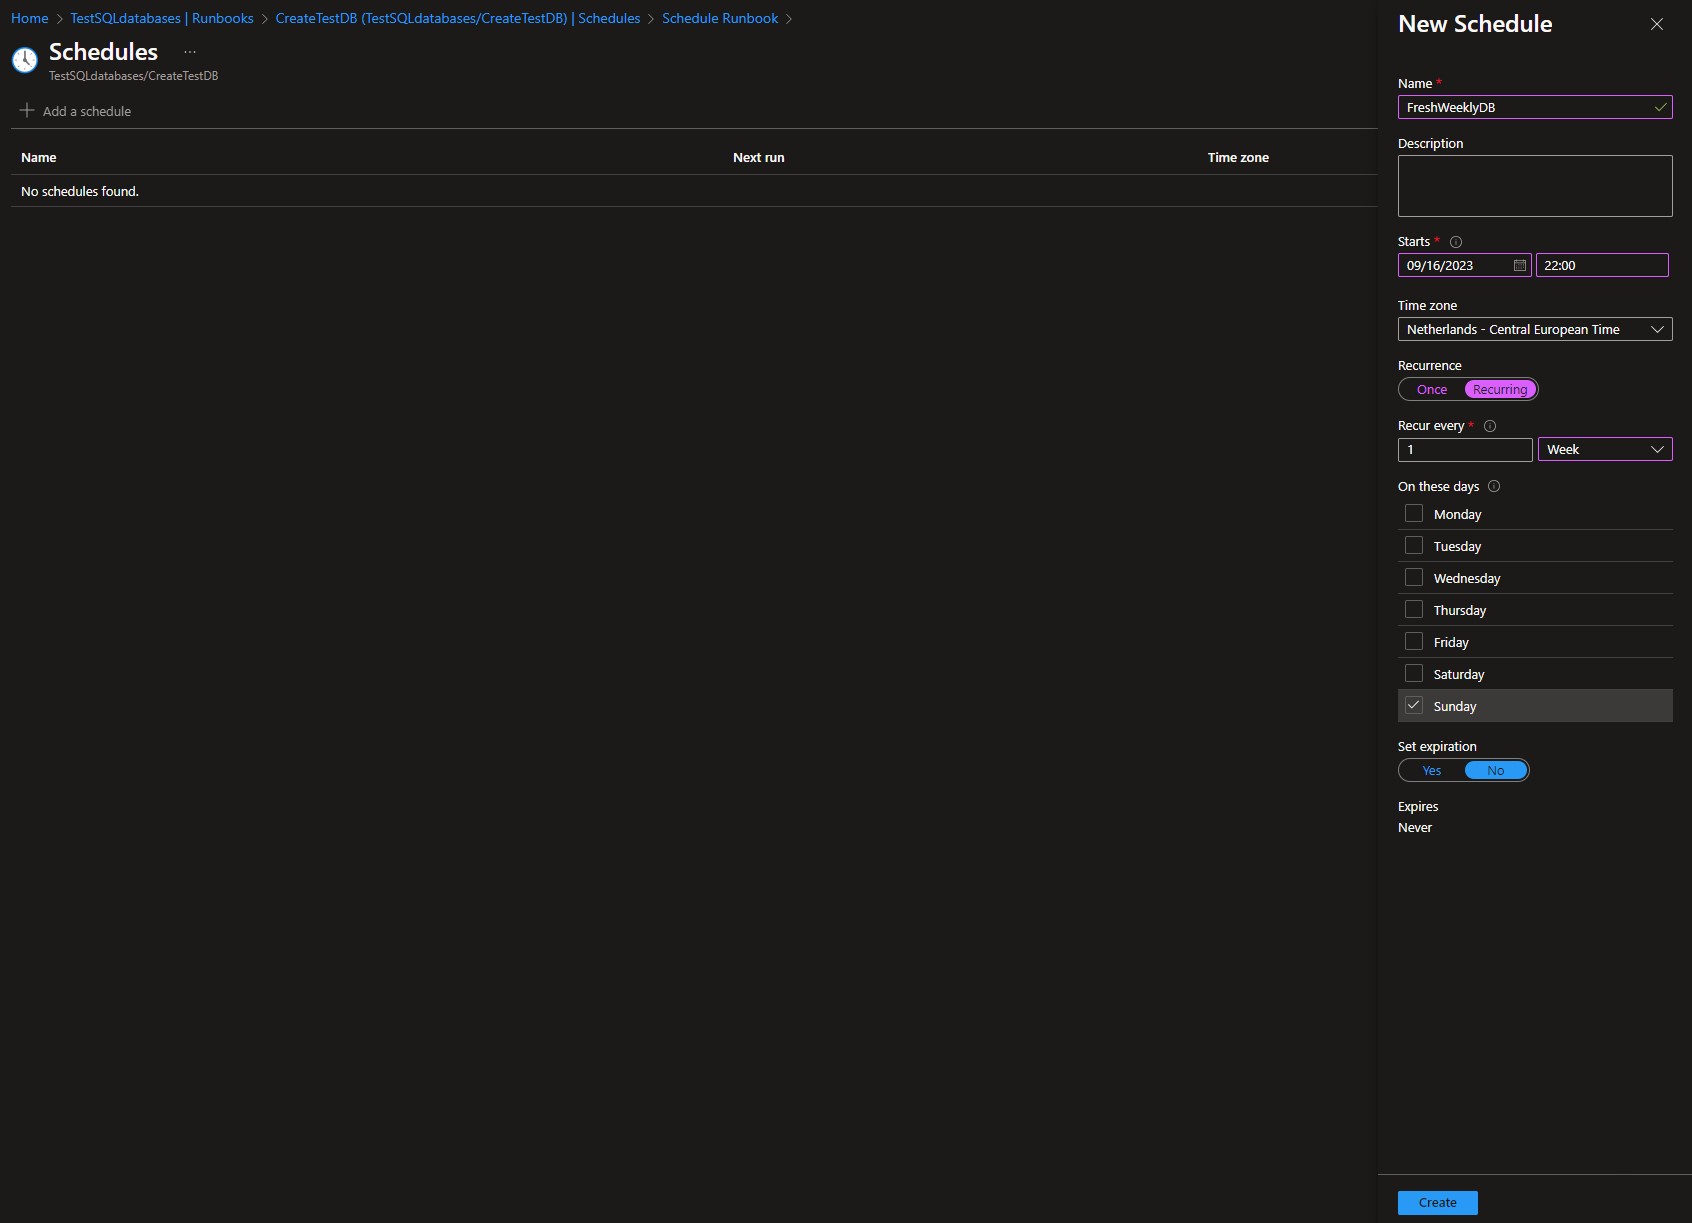 Home > TestSQLdatabases | Runbooks > CreateTestDB (TestSQLdatabases/CreateTestDB) | Schedules > Schedule Runbook >
Schedules ...
TestSQLdatabases/CreateTestDB
+ Add a schedule
Name Next run Time zone
No schedules found.
New Schedule
Name *
FreshWeeklyDB
Description
Starts *
09/16/2023 22:00
Time zone
Netherlands - Central European Time
Recurrence
Once Recurring
Recur every *
1 Week
On these days
Monday
Tuesday
Wednesday
Thursday
Friday
Saturday
Sunday
Set expiration
Yes No
Expires
Never
Create